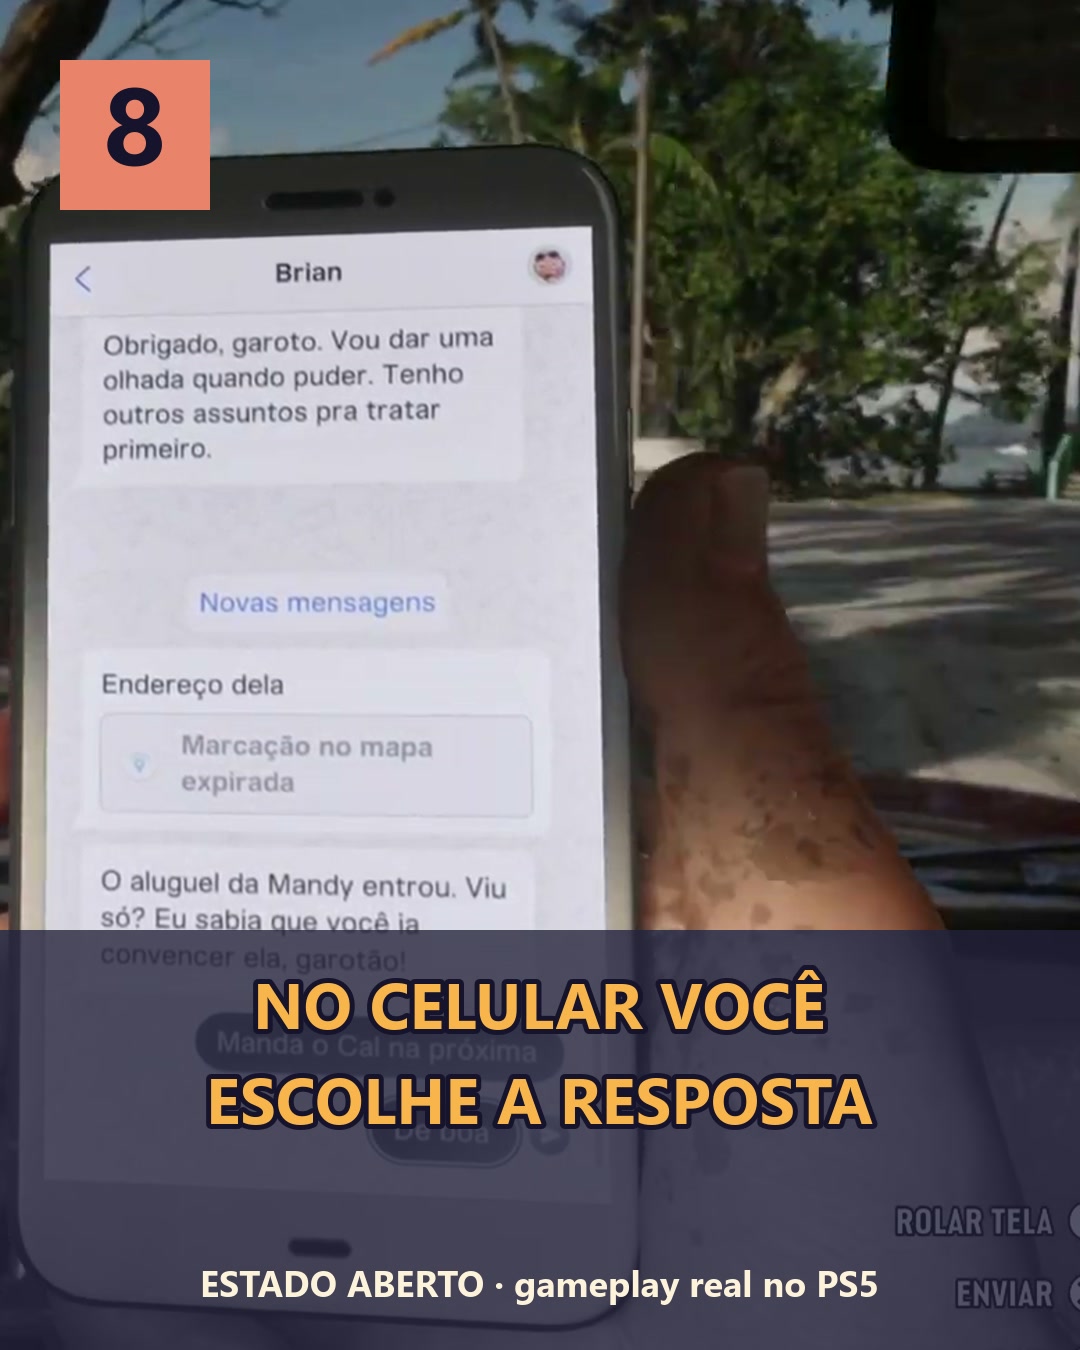 8
Brian
Obrigado, garoto. Vou dar uma
olhada quando puder. Tenho
outros assuntos pra tratar
primeiro.
Novas mensagens
Endereço dela
Marcação no mapa
expirada
O aluguel da Mandy entrou. Viu
só? Eu sabia que você ia
convencer ela, garotão!
NO CELULAR VOCÊ
Manda o Cal na próxima
ESCOLHE A RESPOSTA
De boa
ROLAR TELA
ESTADO ABERTO · gameplay real no PS5
ENVIAR